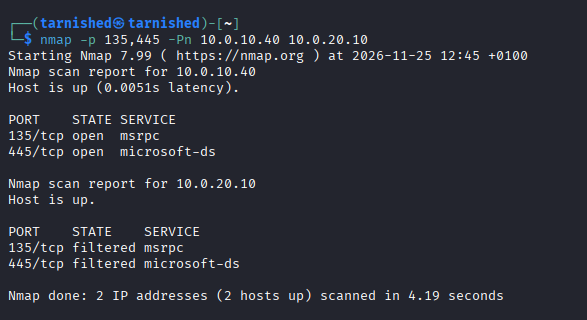 ┌──(tarnished㉿tarnished)-[~]
└─$ nmap -p 135,445 -Pn 10.0.10.40 10.0.20.10
Starting Nmap 7.99 ( https://nmap.org ) at 2026-11-25 12:45 +0100
Nmap scan report for 10.0.10.40
Host is up (0.0051s latency).

PORT    STATE SERVICE
135/tcp open  msrpc
445/tcp open  microsoft-ds

Nmap scan report for 10.0.20.10
Host is up.

PORT    STATE    SERVICE
135/tcp filtered msrpc
445/tcp filtered microsoft-ds

Nmap done: 2 IP addresses (2 hosts up) scanned in 4.19 seconds